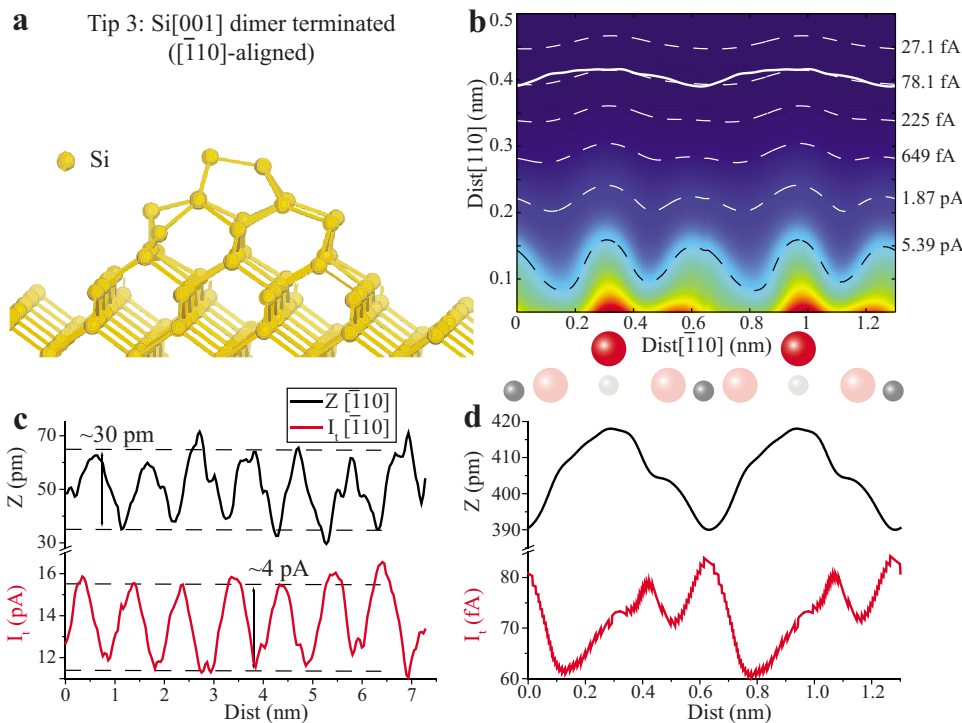 a
Tip 3: Si[001] dimer terminated
([1̅10]-aligned)
Si
b
Dist[110] (nm)
0.5
0.4
0.3
0.2
0.1
27.1 fA
78.1 fA
225 fA
649 fA
1.87 pA
5.39 pA
0
0.2
0.4
0.6
0.8
1
1.2
Dist[1̅10] (nm)
c
Z [1̅10]
I_t [1̅10]
~30 pm
Z (pm)
70
50
30
~4 pA
I_t (pA)
16
14
12
0
1
2
3
4
5
6
7
Dist (nm)
d
Z (pm)
420
410
400
390
I_t (fA)
80
70
60
0.0
0.2
0.4
0.6
0.8
1.0
1.2
Dist (nm)